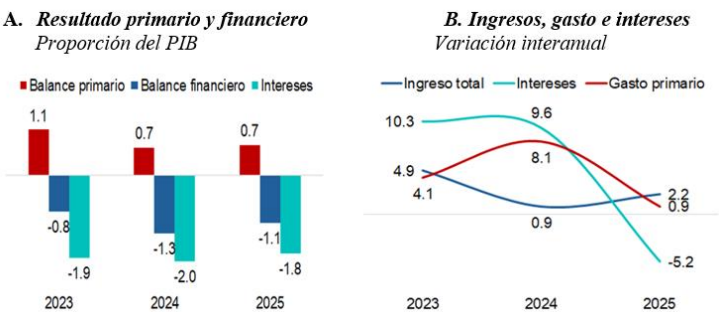 A. Resultado primario y financiero
Proporción del PIB
Balance primario Balance financiero Intereses
1.1
0.7
0.7
-0.8
-1.3
-1.1
-1.9
-2.0
-1.8
2023 2024 2025
B. Ingresos, gasto e intereses
Variación interanual
Ingreso total Intereses Gasto primario
10.3
9.6
4.9
8.1
4.1
2.2
0.9
0.9
-5.2
2023 2024 2025